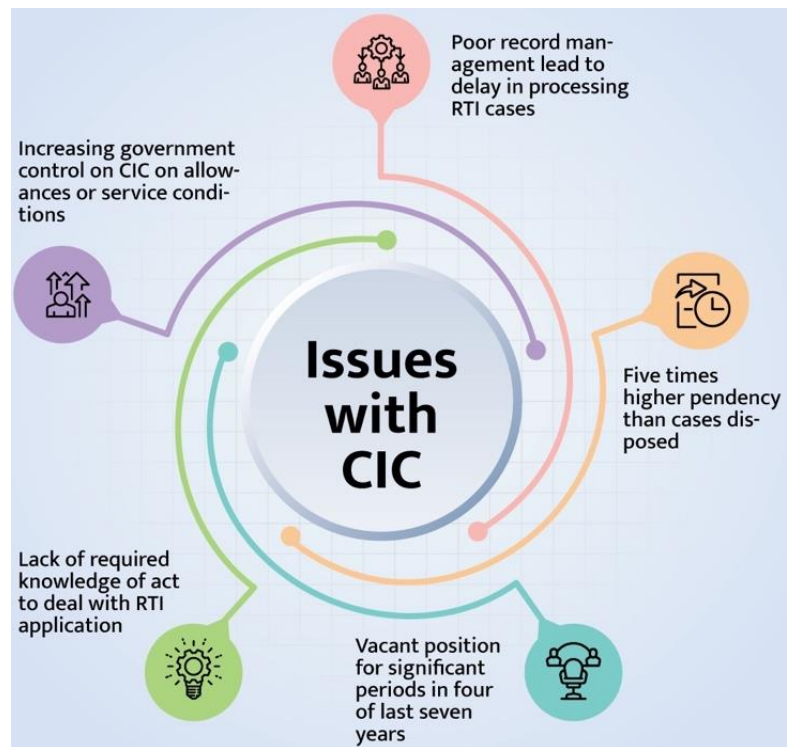 Poor record man-
agement lead to
delay in processing
RTI cases
Increasing government
control on CIC on allow-
ances or service condi-
tions
Issues
with
CIC
Five times
higher pendency
than cases dis-
posed
Lack of required
knowledge of act
to deal with RTI
application
Vacant position
for significant
periods in four
of last seven
years